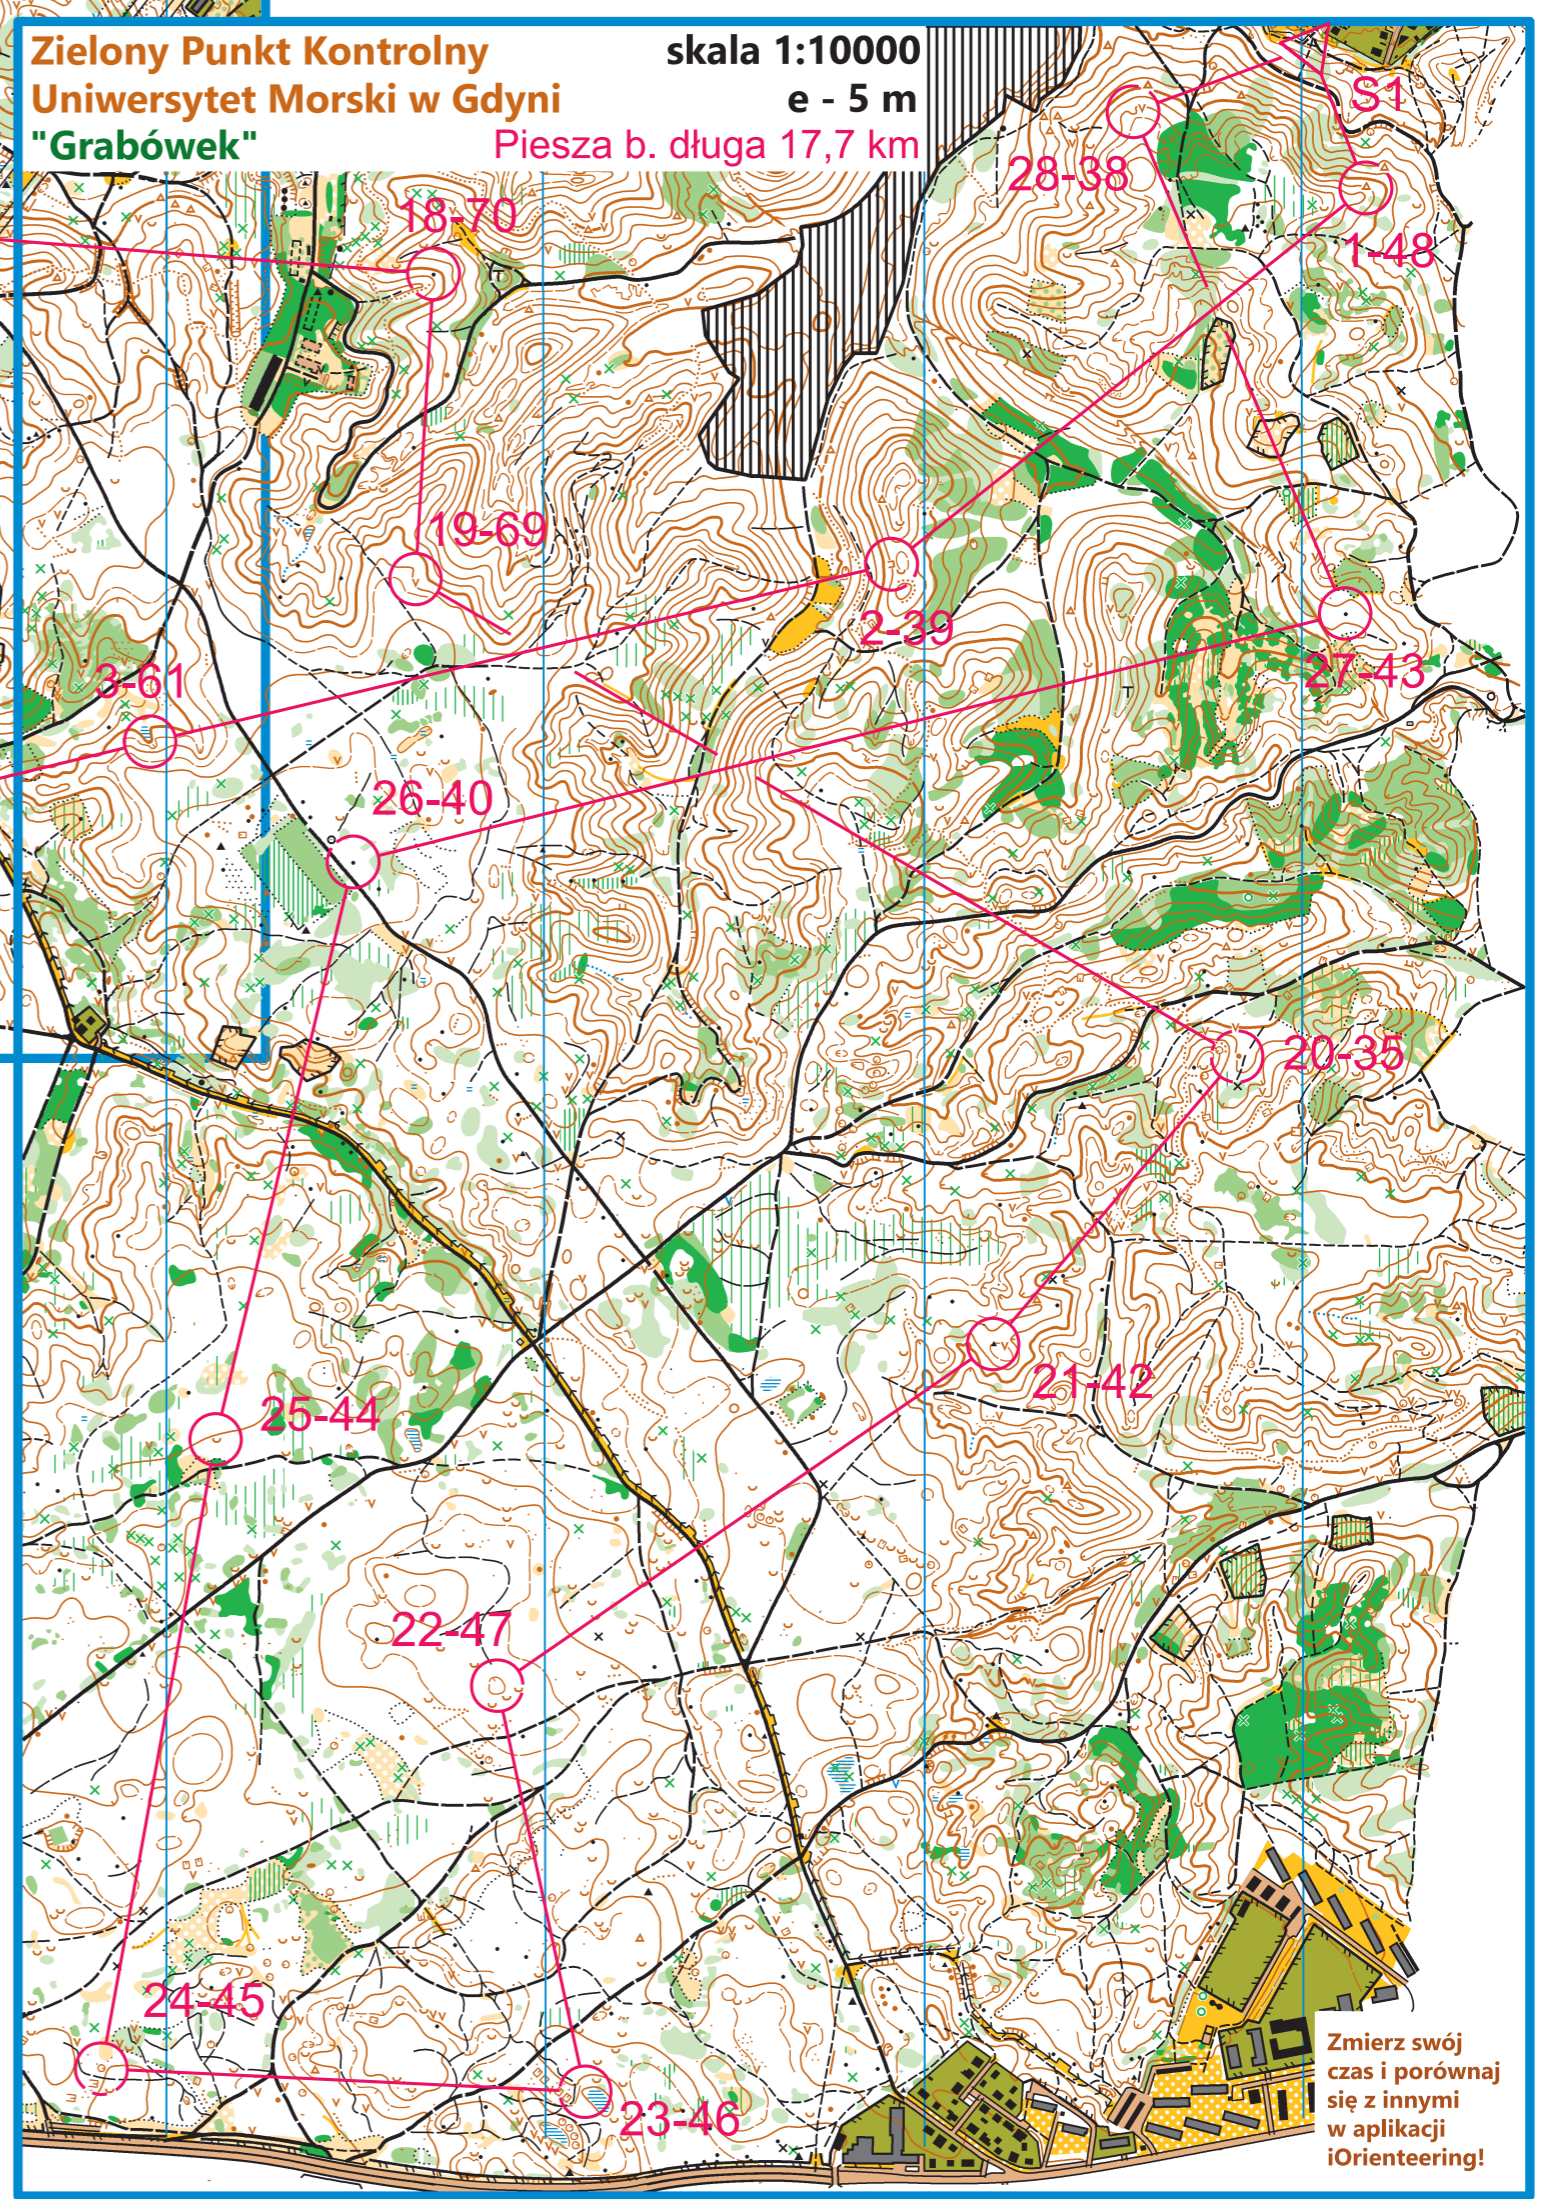 Zielony Punkt Kontrolny
Uniwersytet Morski w Gdyni
"Grabówek"
skala 1:10000
e - 5 m
Piesza b. długa 17,7 km
S1
28-38
1-48
18-70
19-69
2-39
27-43
3-61
26-40
20-35
21-42
25-44
22-47
24-45
23-46
Zmierz swój
czas i porównaj
się z innymi
w aplikacji
iOrienteering!